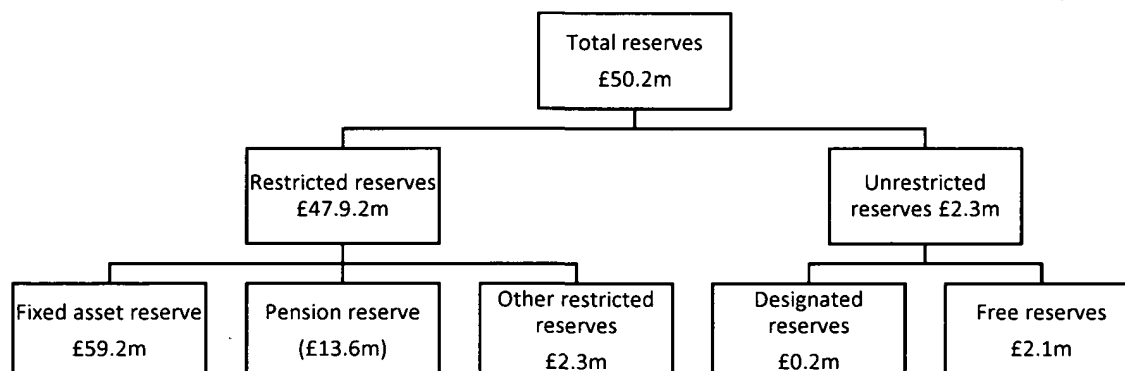 Total reserves
£50.2m
Restricted reserves
£47.9.2m
Unrestricted
reserves £2.3m
Fixed asset reserve
£59.2m
Pension reserve
(£13.6m)
Other restricted
reserves
£2.3m
Designated
reserves
£0.2m
Free reserves
£2.1m